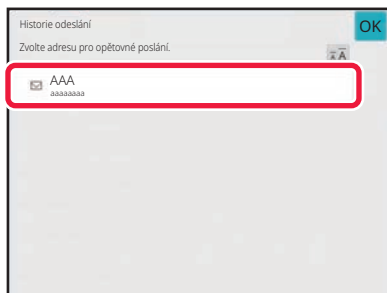 Historie odeslání
OK
Zvolte adresu pro opětovné poslání.
A
AAA
aaaaaaaa